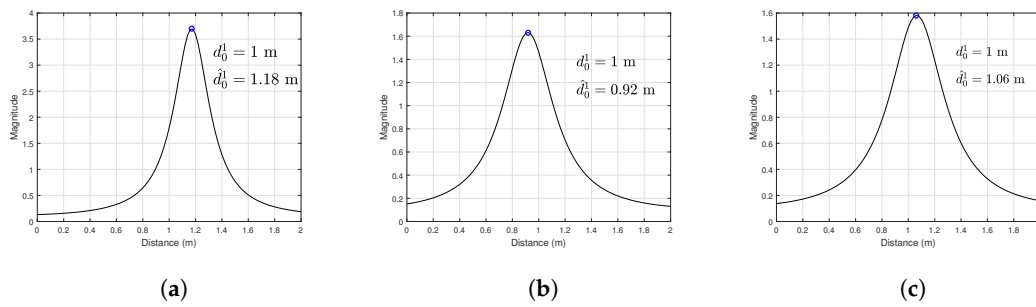 4
3.5
3
2.5
2
1.5
1
0.5
0
Magnitude
d_0^1 = 1 m
d̂_0^1 = 1.18 m
0 0.2 0.4 0.6 0.8 1 1.2 1.4 1.6 1.8 2
Distance (m)
(a)
1.8
1.6
1.4
1.2
1
0.8
0.6
0.4
0.2
0
Magnitude
d_0^1 = 1 m
d̂_0^1 = 0.92 m
0 0.2 0.4 0.6 0.8 1 1.2 1.4 1.6 1.8 2
Distance (m)
(b)
1.6
1.4
1.2
1
0.8
0.6
0.4
0.2
0
Magnitude
d_0^1 = 1 m
d̂_0^1 = 1.06 m
0 0.2 0.4 0.6 0.8 1 1.2 1.4 1.6 1.8
Distance (m)
(c)